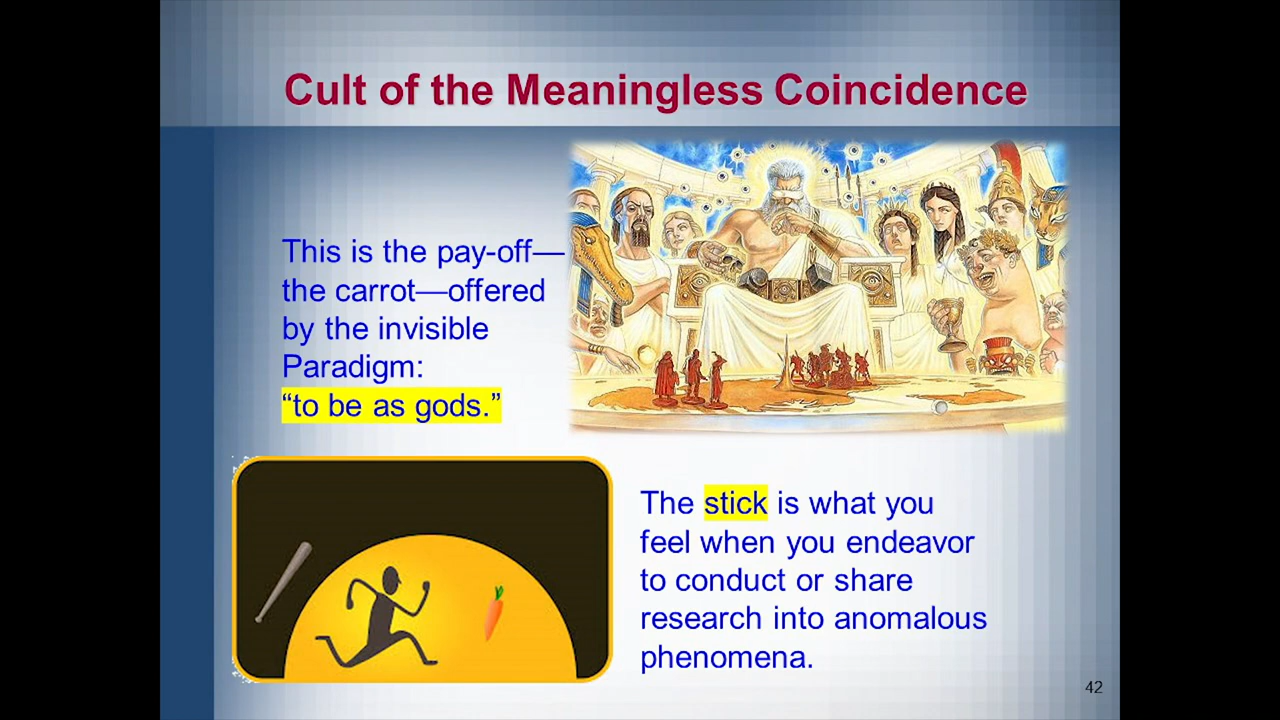 Cult of the Meaningless Coincidence
This is the pay-off—
the carrot—offered
by the invisible
Paradigm:
“to be as gods.”
The stick is what you
feel when you endeavor
to conduct or share
research into anomalous
phenomena.
42